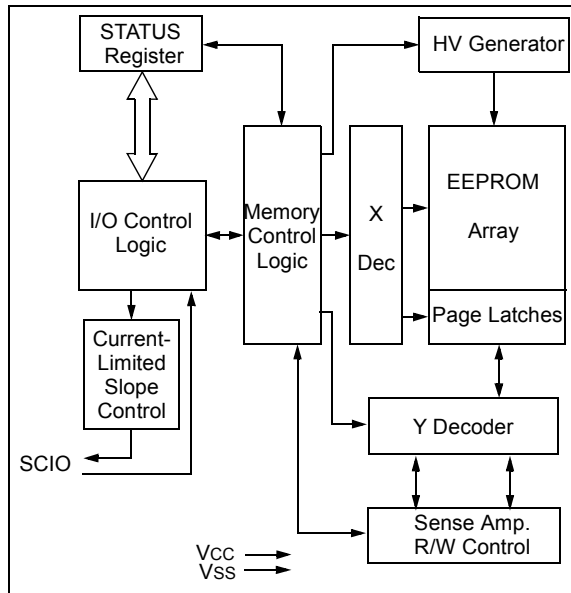 STATUS
Register
HV Generator
I/O Control
Logic
Memory
Control
Logic
X
Dec
EEPROM
Array
Page Latches
Current-
Limited
Slope
Control
Y Decoder
SCIO
Sense Amp.
R/W Control
VCC
VSS